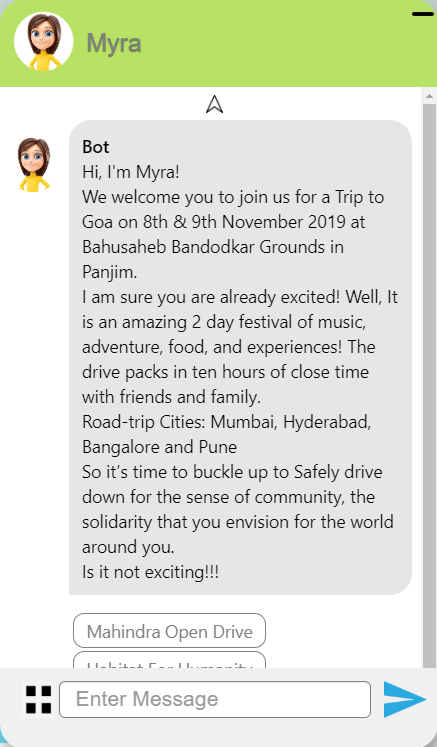 Myra
Bot
Hi, I'm Myra!
We welcome you to join us for a Trip to
Goa on 8th & 9th November 2019 at
Bahusaheb Bandodkar Grounds in
Panjim.
I am sure you are already excited! Well, It
is an amazing 2 day festival of music,
adventure, food, and experiences! The
drive packs in ten hours of close time
with friends and family.
Road-trip Cities: Mumbai, Hyderabad,
Bangalore and Pune
So it’s time to buckle up to Safely drive
down for the sense of community, the
solidarity that you envision for the world
around you.
Is it not exciting!!!
Mahindra Open Drive
Habitat For Humanity
Enter Message